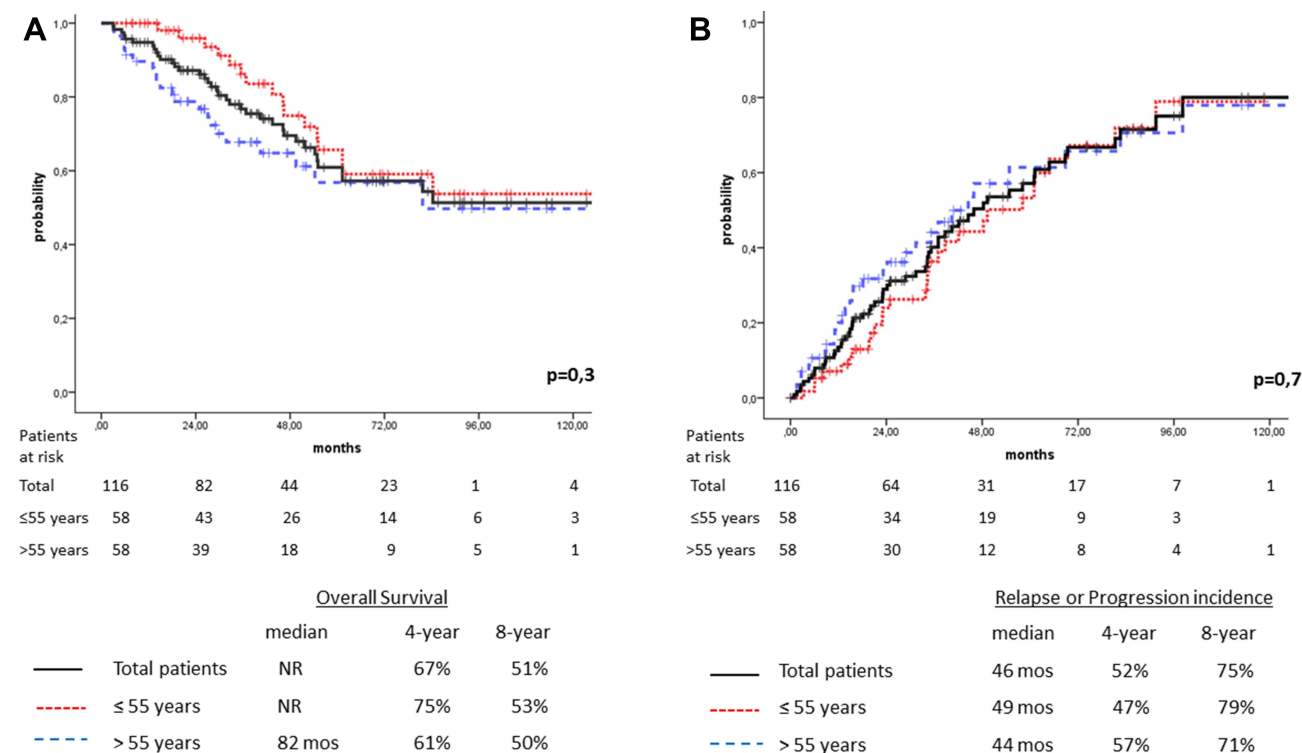 A
1,0
0,8
0,6
0,4
0,2
0,0
probability
p=0,3
,00 24,00 48,00 72,00 96,00 120,00
months
Patients
at risk
Total 116 82 44 23 1 4
≤55 years 58 43 26 14 6 3
>55 years 58 39 18 9 5 1
Overall Survival
median 4-year 8-year
Total patients NR 67% 51%
≤ 55 years NR 75% 53%
> 55 years 82 mos 61% 50%
B
1,0
0,8
0,6
0,4
0,2
0,0
probability
p=0,7
,00 24,00 48,00 72,00 96,00 120,00
months
Patients
at risk
Total 116 64 31 17 7 1
≤55 years 58 34 19 9 3
>55 years 58 30 12 8 4 1
Relapse or Progression incidence
median 4-year 8-year
Total patients 46 mos 52% 75%
≤ 55 years 49 mos 47% 79%
> 55 years 44 mos 57% 71%